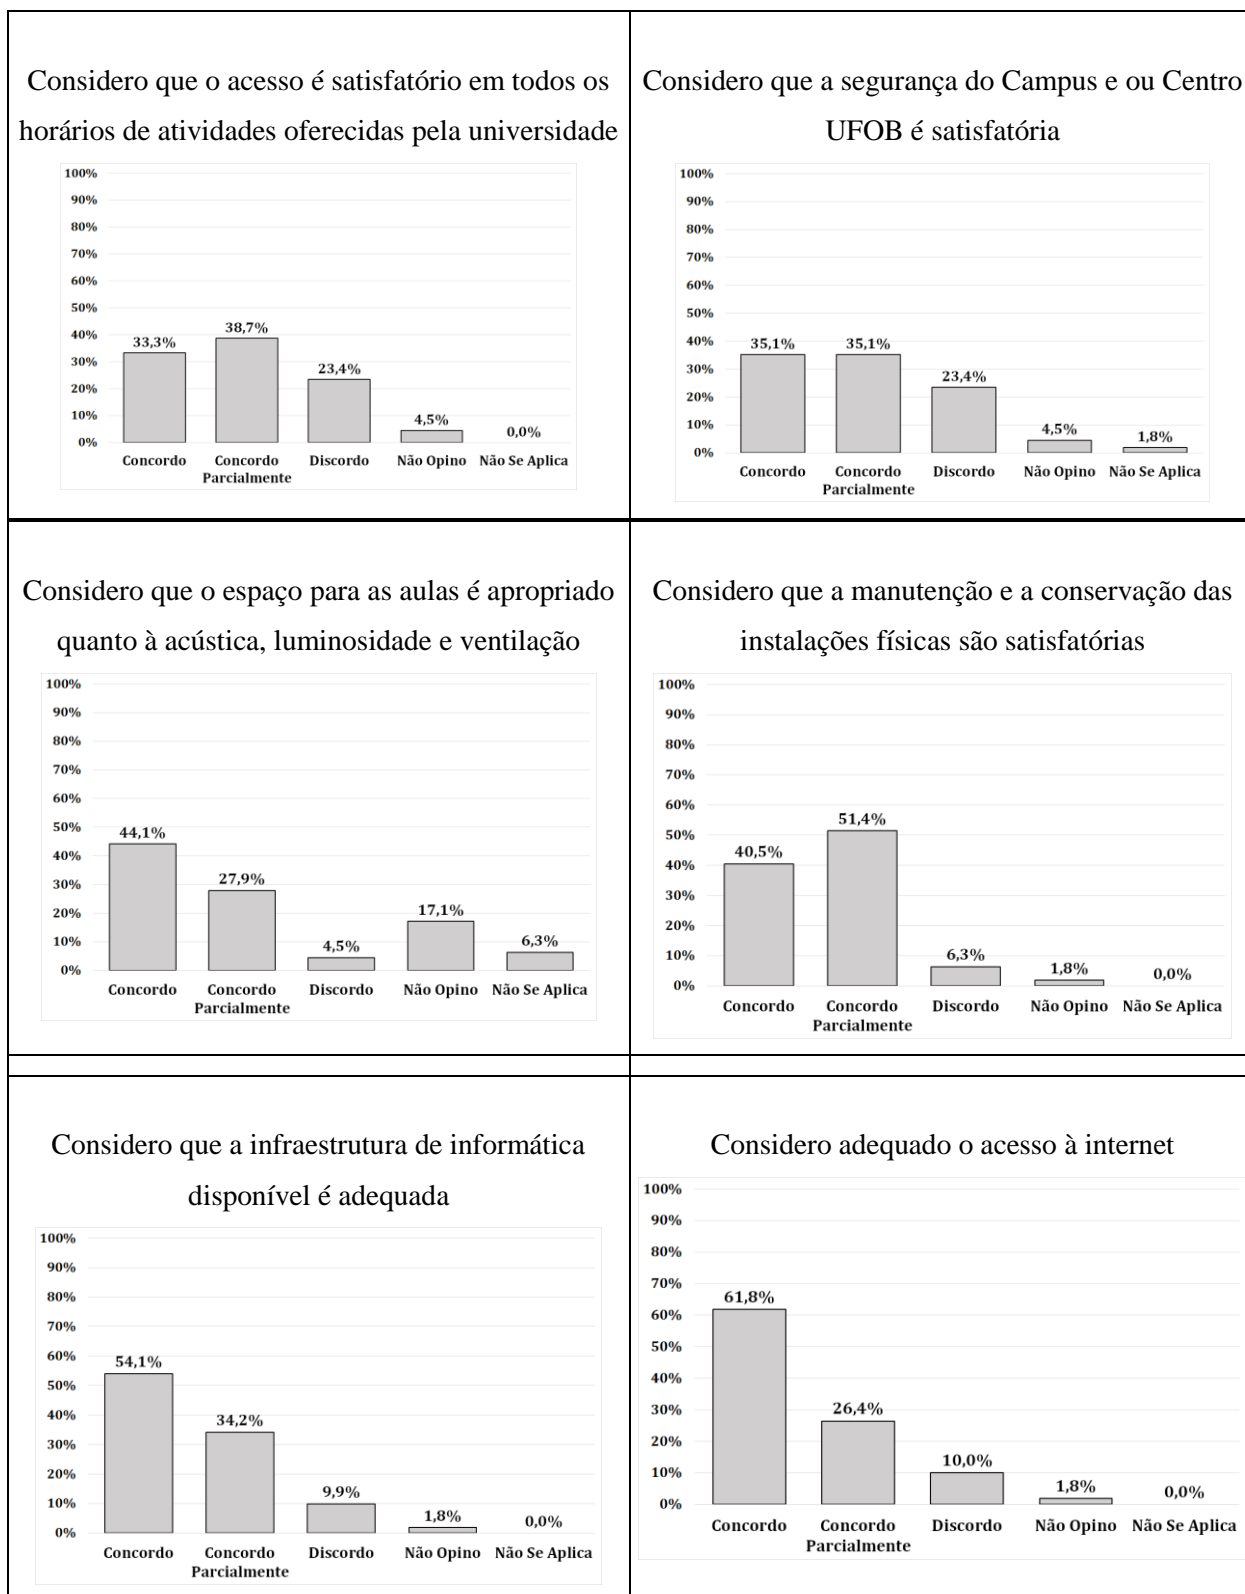 Considero que o acesso é satisfatório em todos os
horários de atividades oferecidas pela universidade
100%
90%
80%
70%
60%
50%
40%
30%
20%
10%
0%
33,3%
38,7%
23,4%
4,5%
0,0%
Concordo
Concordo
Parcialmente
Discordo
Não Opino
Não Se Aplica
Considero que a segurança do Campus e ou Centro
UFOB é satisfatória
100%
90%
80%
70%
60%
50%
40%
30%
20%
10%
0%
35,1%
35,1%
23,4%
4,5%
1,8%
Concordo
Concordo
Parcialmente
Discordo
Não Opino
Não Se Aplica
Considero que o espaço para as aulas é apropriado
quanto à acústica, luminosidade e ventilação
100%
90%
80%
70%
60%
50%
40%
30%
20%
10%
0%
44,1%
27,9%
4,5%
17,1%
6,3%
Concordo
Concordo
Parcialmente
Discordo
Não Opino
Não Se Aplica
Considero que a manutenção e a conservação das
instalações físicas são satisfatórias
100%
90%
80%
70%
60%
50%
40%
30%
20%
10%
0%
40,5%
51,4%
6,3%
1,8%
0,0%
Concordo
Concordo
Parcialmente
Discordo
Não Opino
Não Se Aplica
Considero que a infraestrutura de informática
disponível é adequada
100%
90%
80%
70%
60%
50%
40%
30%
20%
10%
0%
54,1%
34,2%
9,9%
1,8%
0,0%
Concordo
Concordo
Parcialmente
Discordo
Não Opino
Não Se Aplica
Considero adequado o acesso à internet
100%
90%
80%
70%
60%
50%
40%
30%
20%
10%
0%
61,8%
26,4%
10,0%
1,8%
0,0%
Concordo
Concordo
Parcialmente
Discordo
Não Opino
Não Se Aplica